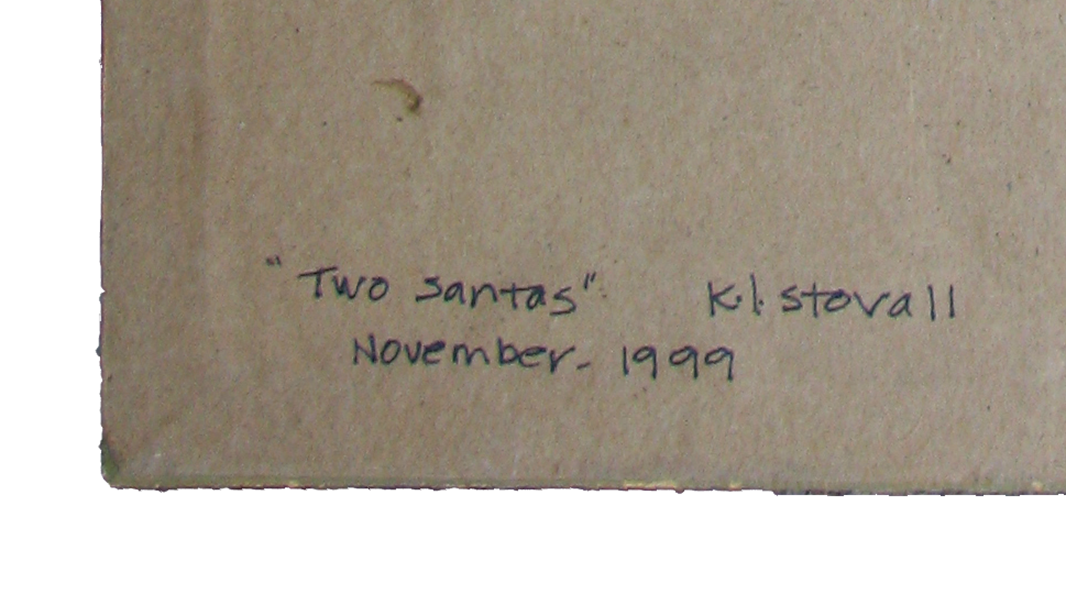 "Two santas" K.l. stovall
November- 1999